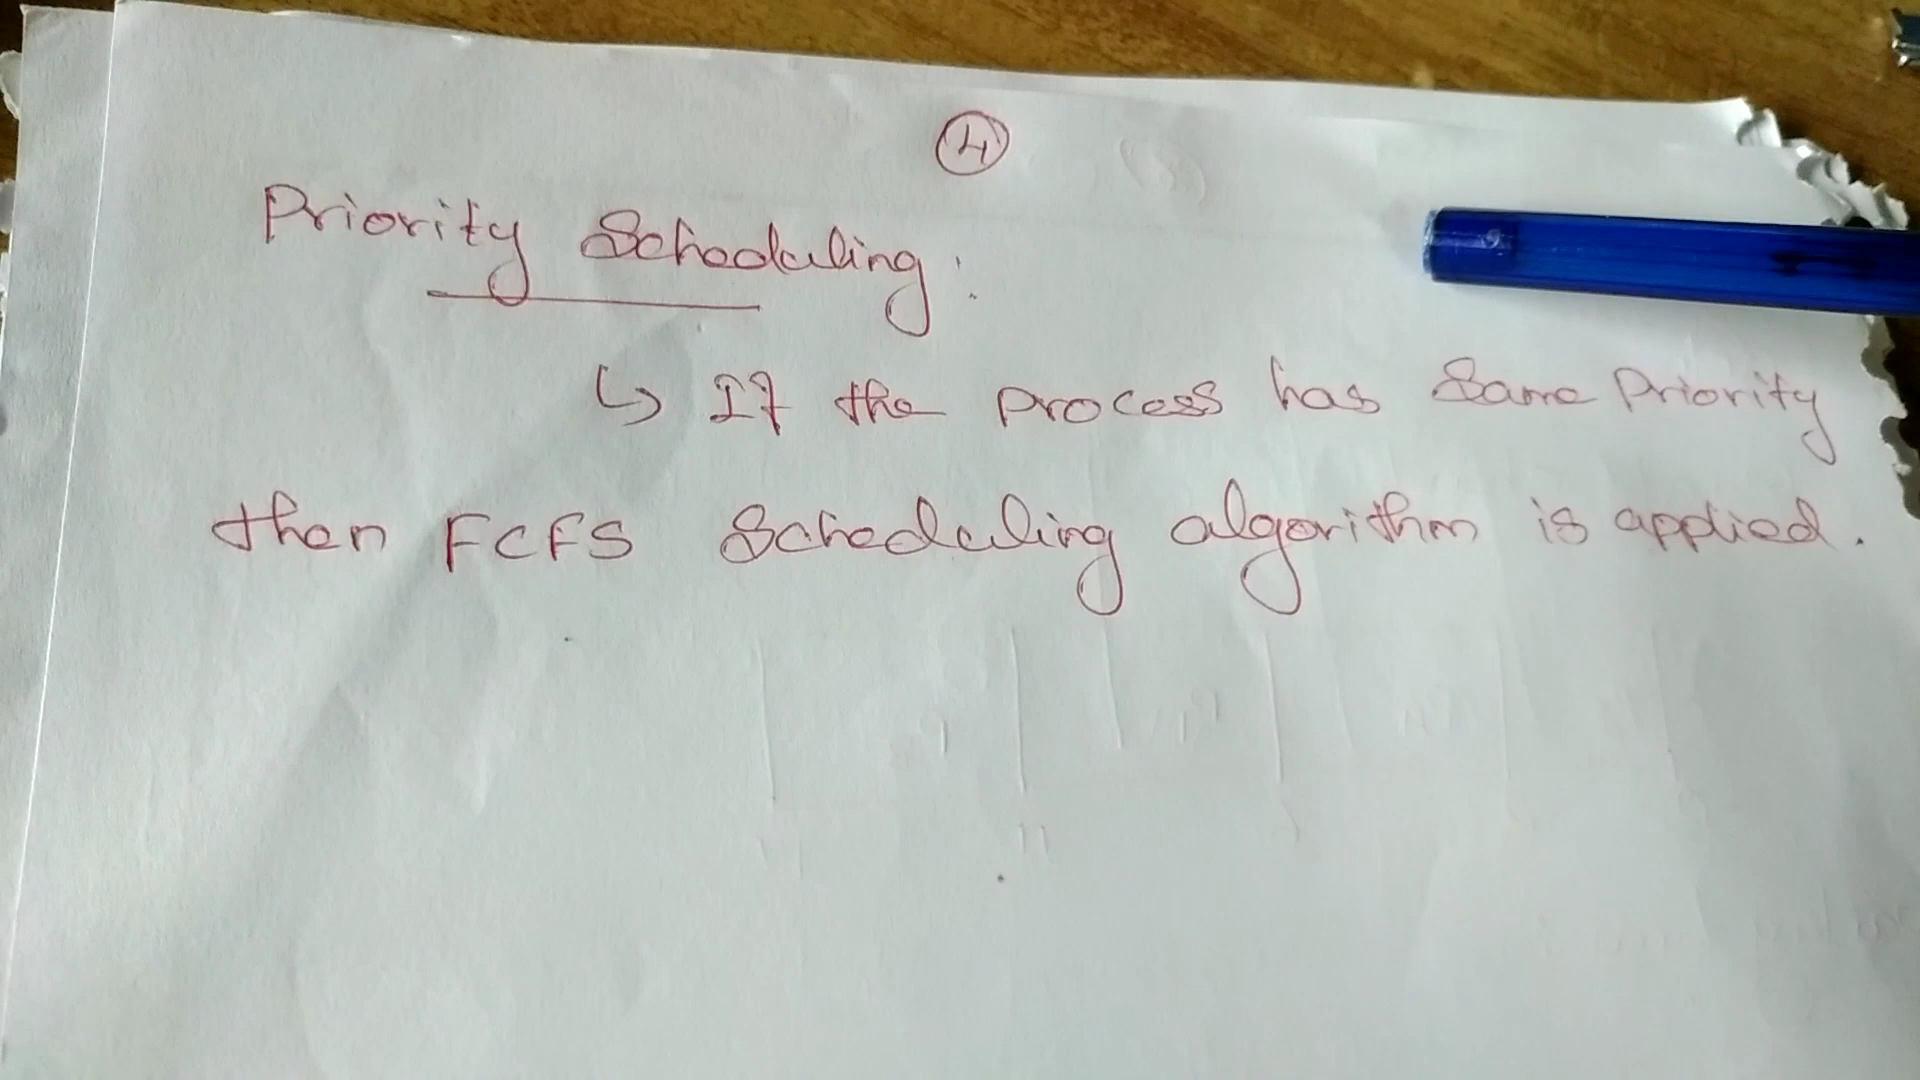 4
Priority Scheduling:
↳ If the process has same Priority
then FCFS Scheduling algorithm is applied.